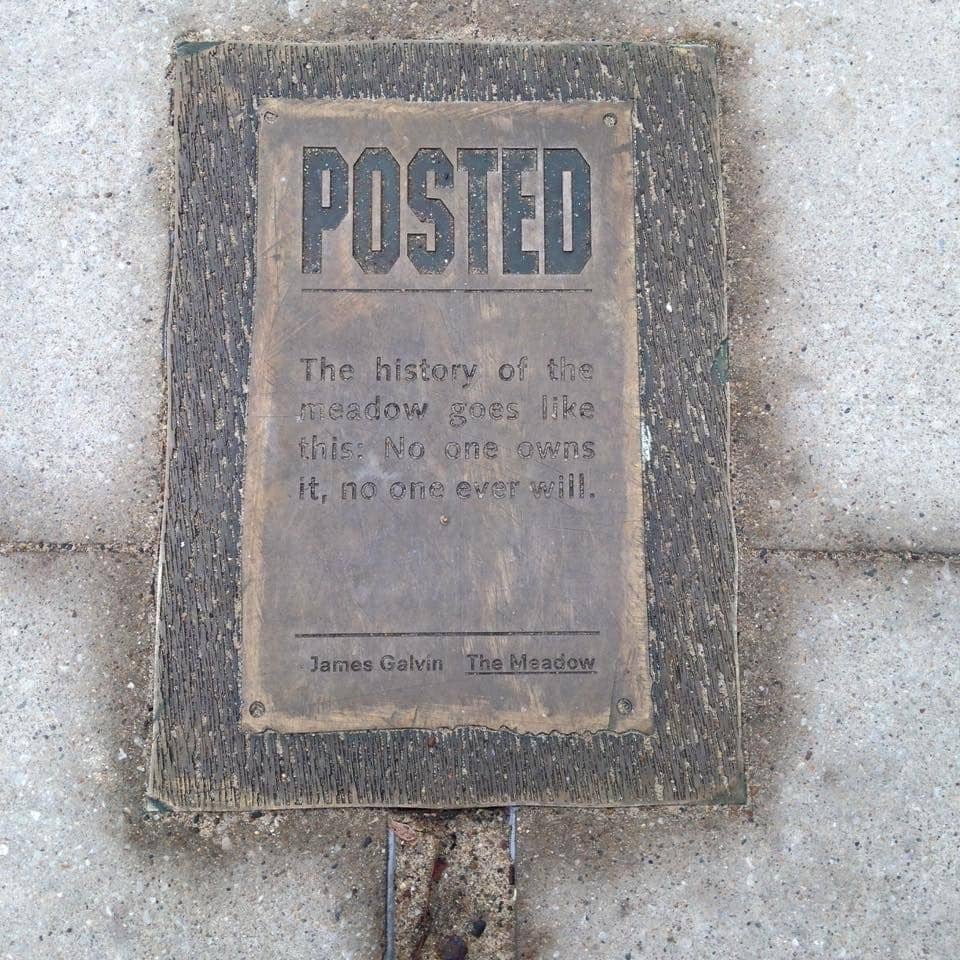 POSTED
The history of the
meadow goes like
this: No one owns
it, no one ever will.
James Galvin The Meadow